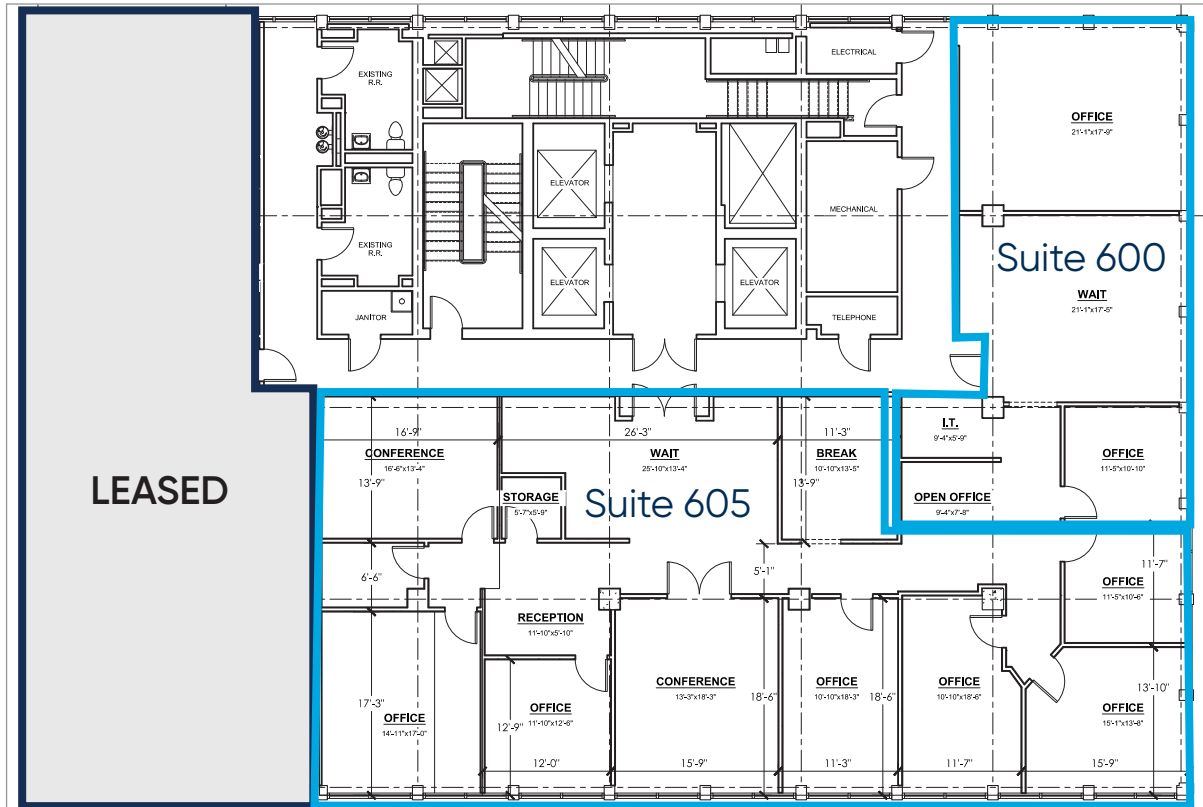 ELECTRICAL
EXISTING
R.R.
OFFICE
21'-1"x17'-9"
ELEVATOR
MECHANICAL
EXISTING
R.R.
Suite 600
ELEVATOR
ELEVATOR
WAIT
21'-1"x17'-5"
JANITOR
TELEPHONE
16'-9"
26'-3"
11'-3"
I.T.
9'-4"x5'-9"
CONFERENCE
16'-6"x13'-4"
WAIT
25'-10"x13'-4"
BREAK
10'-10"x13'-5"
OFFICE
11'-5"x10'-10"
13'-9"
13'-9"
LEASED
STORAGE
5'-7"x5'-9"
Suite 605
OPEN OFFICE
9'-4"x7'-8"
6'-6"
5'-1"
11'-7"
OFFICE
11'-5"x10'-6"
RECEPTION
11'-10"x5'-10"
CONFERENCE
13'-3"x18'-3"
OFFICE
10'-10"x18'-3"
OFFICE
10'-10"x18'-6"
13'-10"
17'-3"
18'-6"
18'-6"
OFFICE
14'-11"x17'-0"
OFFICE
11'-10"x12'-6"
OFFICE
15'-1"x13'-8"
12'-9"
12'-0"
15'-9"
11'-3"
11'-7"
15'-9"